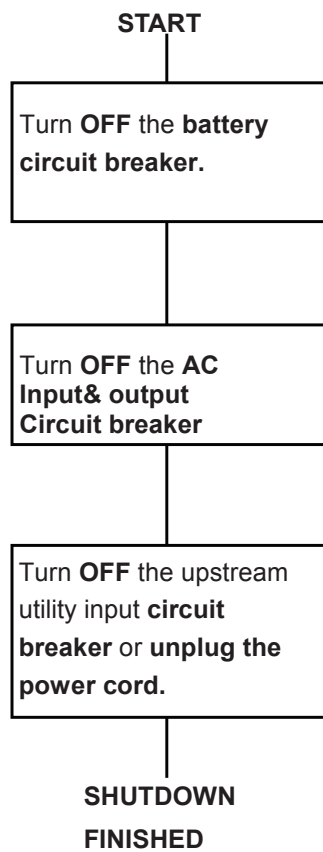 START
Turn OFF the battery
circuit breaker.
Turn OFF the AC
Input& output
Circuit breaker
Turn OFF the upstream
utility input circuit
breaker or unplug the
power cord.
SHUTDOWN
FINISHED